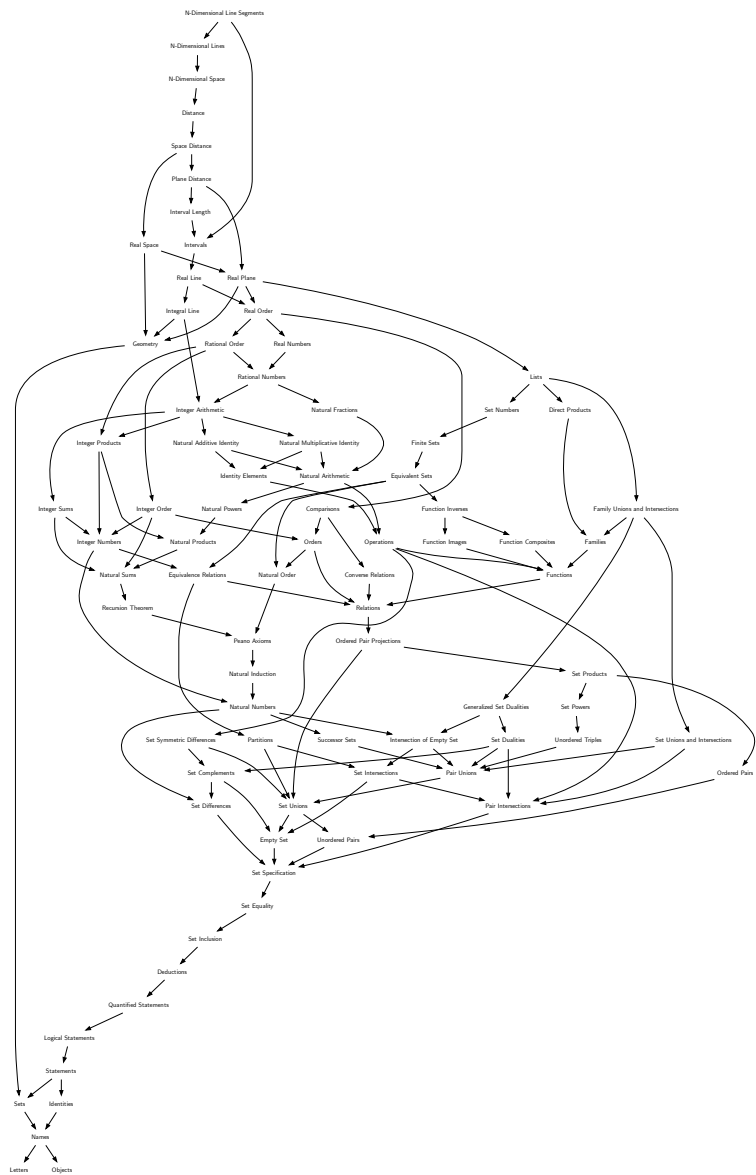 N-Dimensional Line Segments
N-Dimensional Lines
N-Dimensional Space
Distance
Space Distance
Plane Distance
Interval Length
Real Space
Intervals
Real Line
Real Plane
Integral Line
Real Order
Geometry
Rational Order
Real Numbers
Rational Numbers
Lists
Integer Arithmetic
Natural Fractions
Set Numbers
Direct Products
Integer Products
Natural Additive Identity
Natural Multiplicative Identity
Finite Sets
Identity Elements
Natural Arithmetic
Equivalent Sets
Integer Sums
Integer Order
Natural Powers
Comparisons
Function Inverses
Family Unions and Intersections
Integer Numbers
Natural Products
Orders
Operations
Function Images
Function Composites
Families
Natural Sums
Equivalence Relations
Natural Order
Converse Relations
Functions
Recursion Theorem
Relations
Peano Axioms
Ordered Pair Projections
Natural Induction
Set Products
Natural Numbers
Generalized Set Dualities
Set Powers
Set Symmetric Differences
Partitions
Successor Sets
Intersection of Empty Set
Set Dualities
Unordered Triples
Set Unions and Intersections
Set Complements
Set Intersections
Pair Unions
Ordered Pairs
Set Differences
Set Unions
Pair Intersections
Empty Set
Unordered Pairs
Set Specification
Set Equality
Set Inclusion
Deductions
Quantified Statements
Logical Statements
Statements
Sets
Identities
Names
Letters
Objects